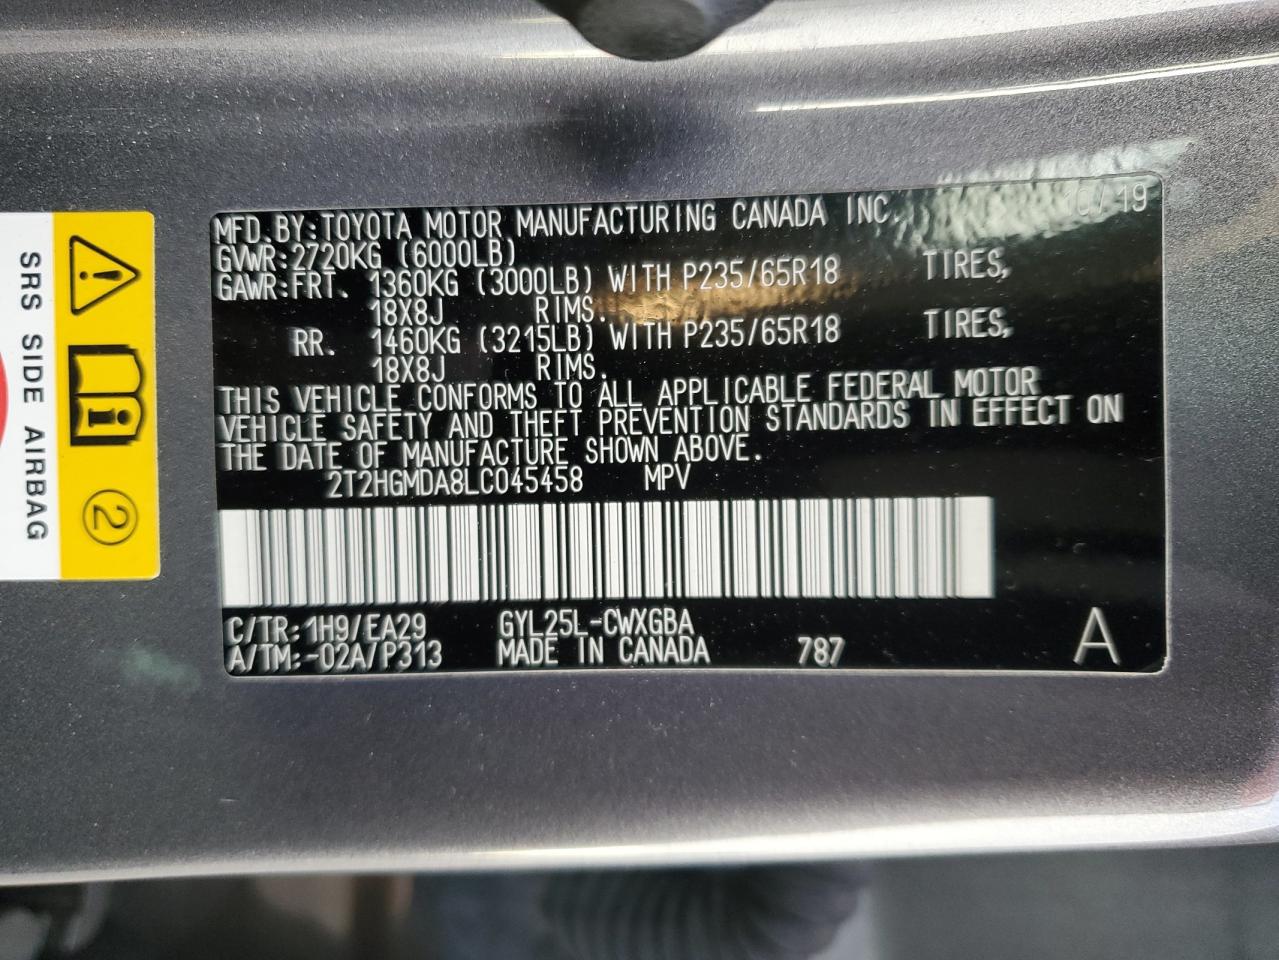 MFD. BY:TOYOTA MOTOR MANUFACTURING CANADA INC. 10/19
GVWR:2720KG (6000LB)
GAWR:FRT. 1360KG (3000LB) WITH P235/65R18 TIRES,
18X8J RIMS.
RR. 1460KG (3215LB) WITH P235/65R18 TIRES,
18X8J RIMS.
THIS VEHICLE CONFORMS TO ALL APPLICABLE FEDERAL MOTOR
VEHICLE SAFETY AND THEFT PREVENTION STANDARDS IN EFFECT ON
THE DATE OF MANUFACTURE SHOWN ABOVE.
2T2HGMDA8LC045458 MPV
C/TR:1H9/EA29 GYL25L-CWXGBA
A/TM:-02A/P313 MADE IN CANADA 787 A
SRS SIDE AIRBAG
2